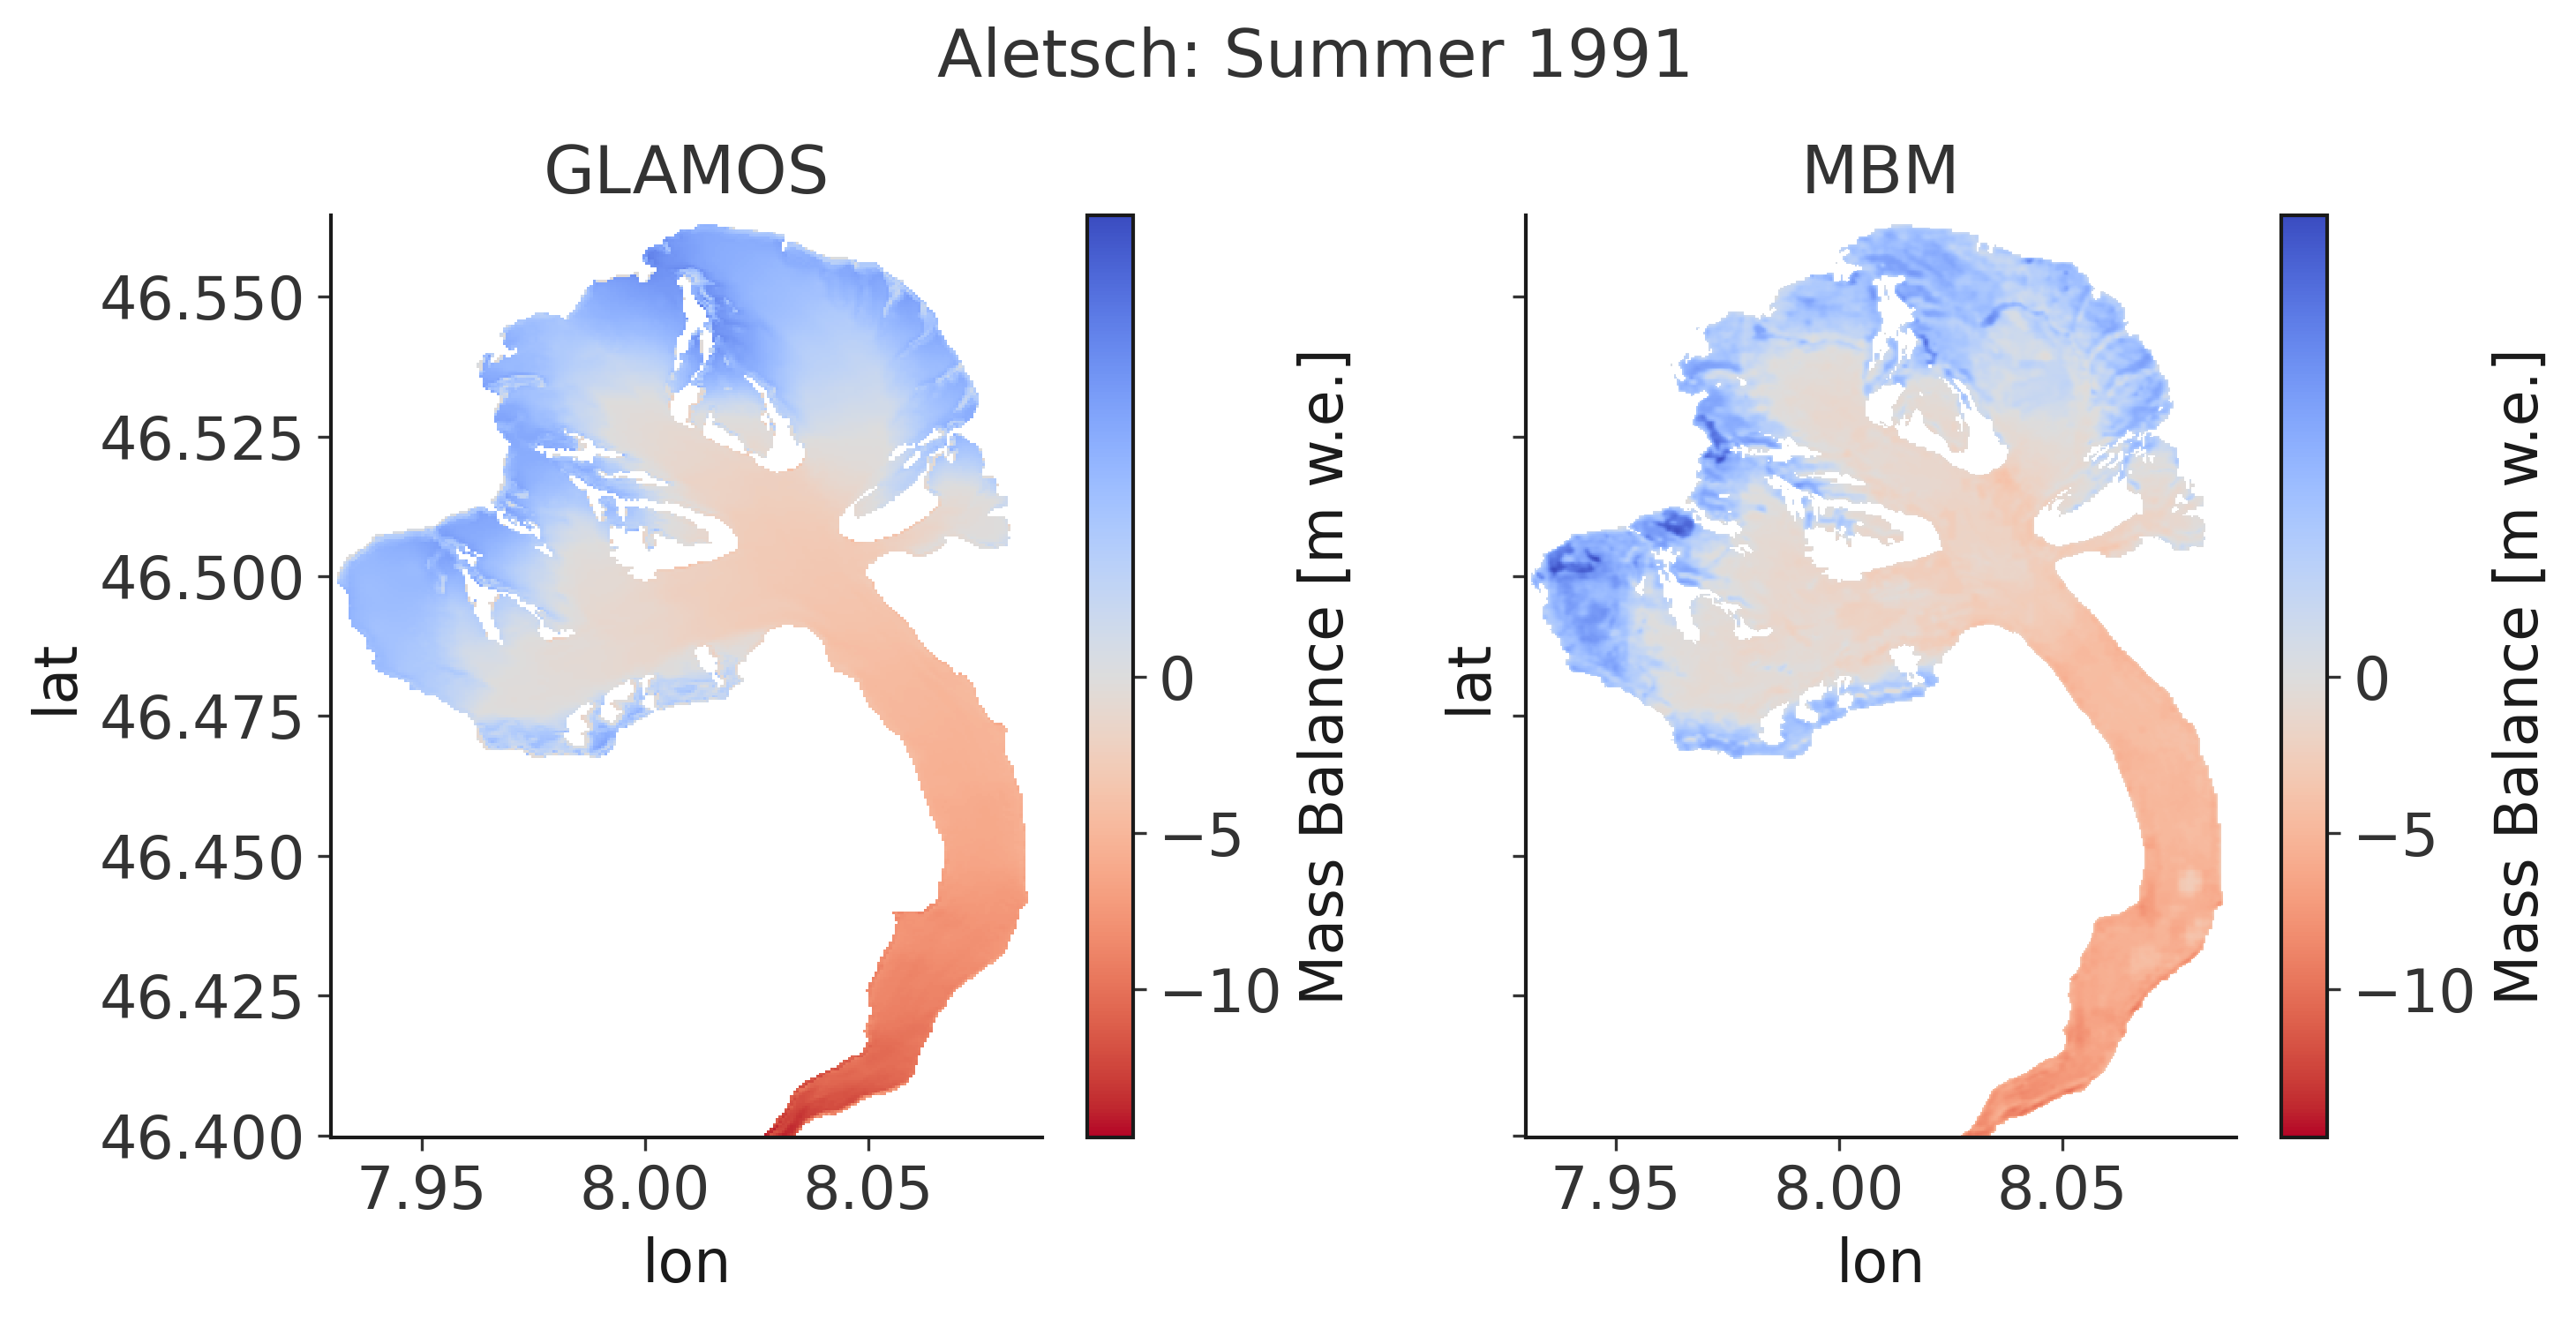 Aletsch: Summer 1991
GLAMOS
46.550
46.525
46.500
46.475
46.450
46.425
46.400
lat
7.95
8.00
8.05
lon
0
−5
−10
Mass Balance [m w.e.]
MBM
lat
7.95
8.00
8.05
lon
0
−5
−10
Mass Balance [m w.e.]